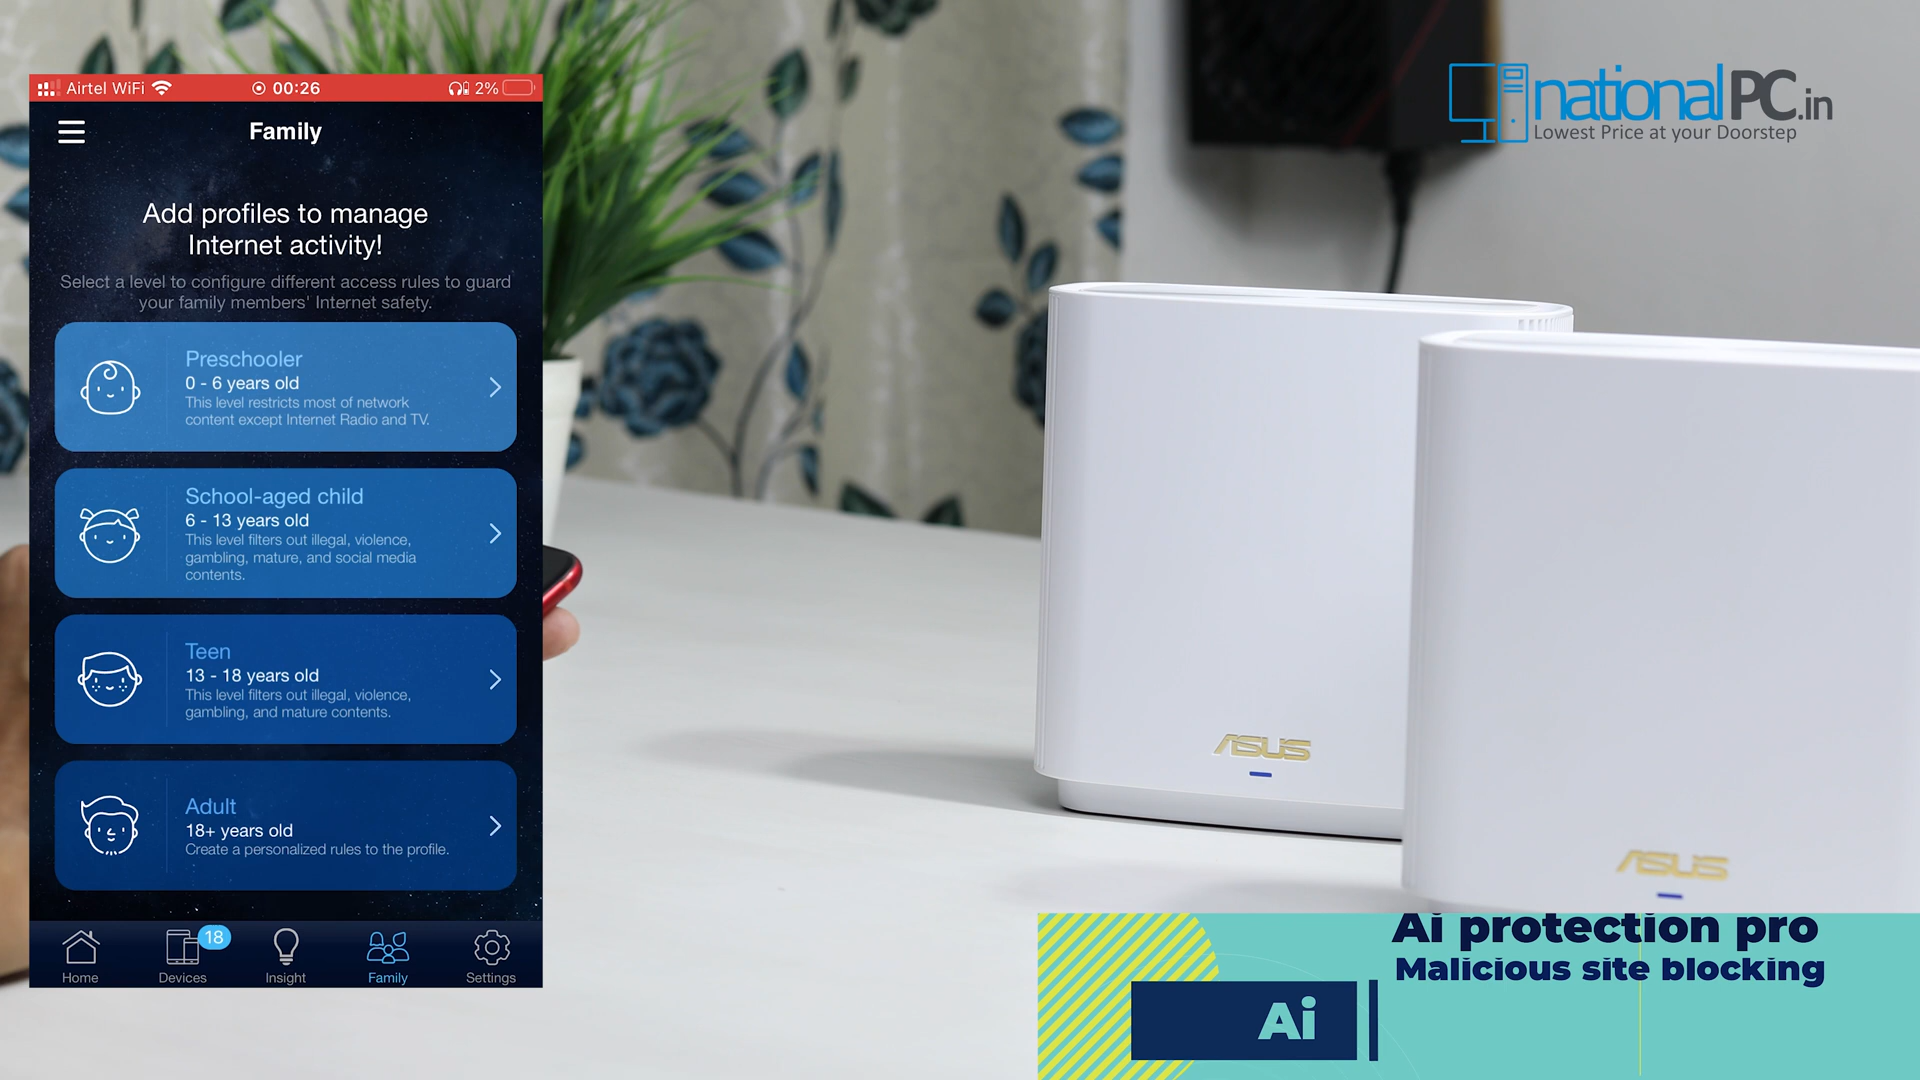 Airtel WiFi
00:26
2%
Family
Add profiles to manage
Internet activity!
Select a level to configure different access rules to guard
your family members' Internet safety.
Preschooler
0 - 6 years old
This level restricts most of network
content except Internet Radio and TV.
School-aged child
6 - 13 years old
This level filters out illegal, violence,
gambling, mature, and social media
contents.
Teen
13 - 18 years old
This level filters out illegal, violence,
gambling, and mature contents.
Adult
18+ years old
Create a personalized rules to the profile.
Home
Devices
18
Insight
Family
Settings
nationalPC.in
Lowest Price at your Doorstep
ASUS
ASUS
Ai protection pro
Malicious site blocking
Ai